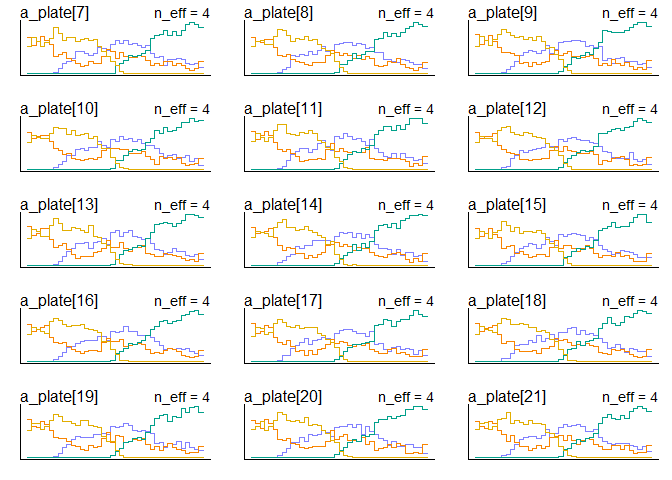 a_plate[7] n_eff = 4 a_plate[8] n_eff = 4 a_plate[9] n_eff = 4
a_plate[10] n_eff = 4 a_plate[11] n_eff = 4 a_plate[12] n_eff = 4
a_plate[13] n_eff = 4 a_plate[14] n_eff = 4 a_plate[15] n_eff = 4
a_plate[16] n_eff = 4 a_plate[17] n_eff = 4 a_plate[18] n_eff = 4
a_plate[19] n_eff = 4 a_plate[20] n_eff = 4 a_plate[21] n_eff = 4